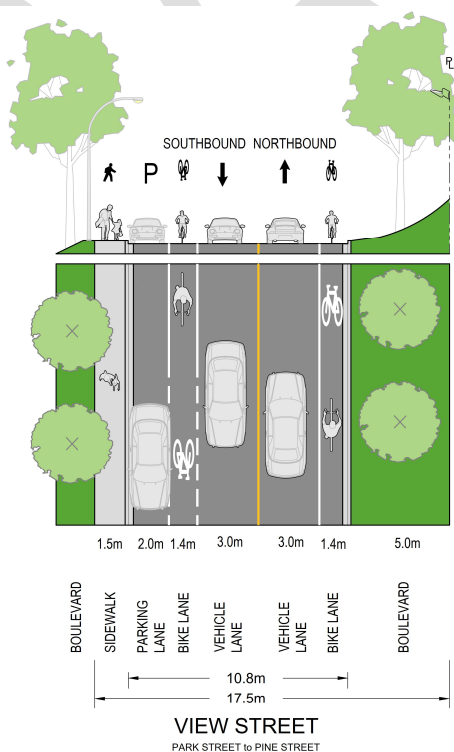 PL
SOUTHBOUND NORTHBOUND
P
1.5m 2.0m 1.4m 3.0m 3.0m 1.4m 5.0m
BOULEVARD
SIDEWALK
PARKING
LANE
BIKE LANE
VEHICLE
LANE
VEHICLE
LANE
BIKE LANE
BOULEVARD
10.8m
17.5m
VIEW STREET
PARK STREET to PINE STREET